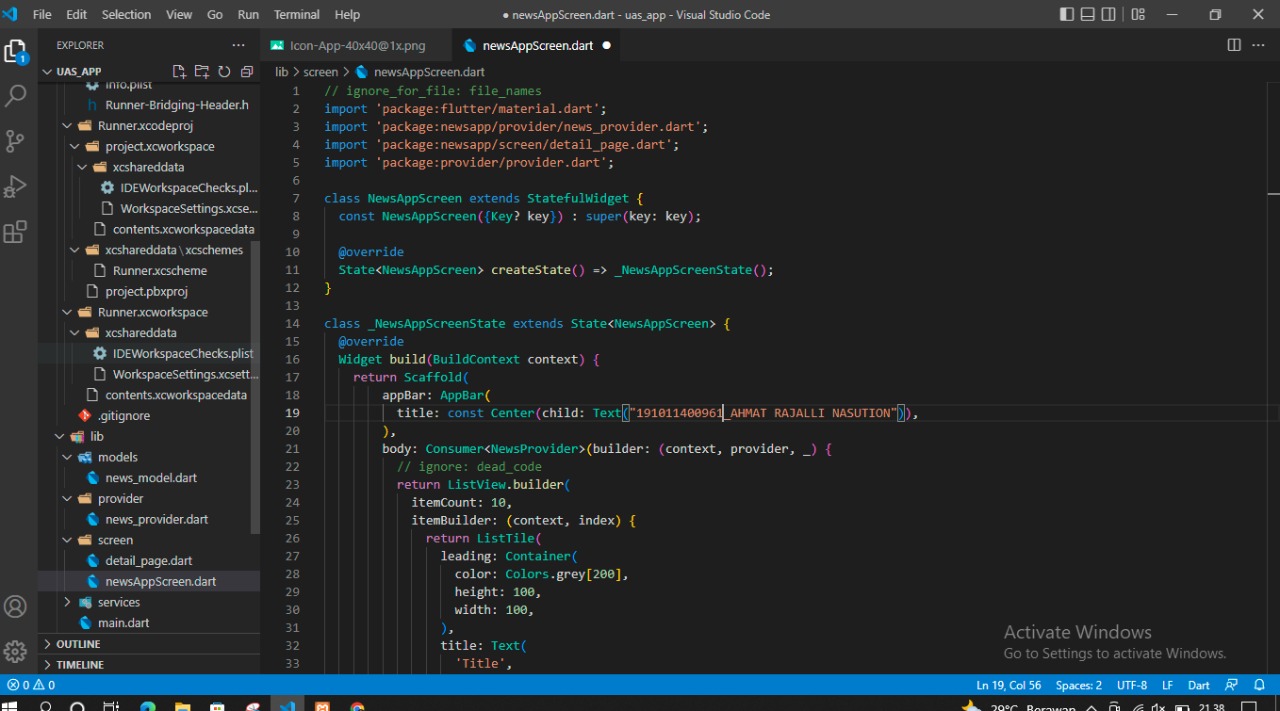 File Edit Selection View Go Run Terminal Help
● newsAppScreen.dart - uas_app - Visual Studio Code
EXPLORER
Icon-App-40x40@1x.png
newsAppScreen.dart
UAS_APP
Info.plist
Runner-Bridging-Header.h
Runner.xcodeproj
project.xcworkspace
xcshareddata
IDEWorkspaceChecks.pl...
WorkspaceSettings.xcse...
contents.xcworkspacedata
xcshareddata\xcschemes
Runner.xcscheme
project.pbxproj
Runner.xcworkspace
xcshareddata
IDEWorkspaceChecks.plist
WorkspaceSettings.xcsett...
contents.xcworkspacedata
.gitignore
lib
models
news_model.dart
provider
news_provider.dart
screen
detail_page.dart
newsAppScreen.dart
services
main.dart
OUTLINE
TIMELINE
1
lib > screen > newsAppScreen.dart
1 // ignore_for_file: file_names
2 import 'package:flutter/material.dart';
3 import 'package:newsapp/provider/news_provider.dart';
4 import 'package:newsapp/screen/detail_page.dart';
5 import 'package:provider/provider.dart';
6
7 class NewsAppScreen extends StatefulWidget {
8 const NewsAppScreen({Key? key}) : super(key: key);
9
10 @override
11 State<NewsAppScreen> createState() => _NewsAppScreenState();
12 }
13
14 class _NewsAppScreenState extends State<NewsAppScreen> {
15 @override
16 Widget build(BuildContext context) {
17 return Scaffold(
18 appBar: AppBar(
19 title: const Center(child: Text("191011400961_AHMAT RAJALLI NASUTION")),
20 ),
21 body: Consumer<NewsProvider>(builder: (context, provider, _) {
22 // ignore: dead_code
23 return ListView.builder(
24 itemCount: 10,
25 itemBuilder: (context, index) {
26 return ListTile(
27 leading: Container(
28 color: Colors.grey[200],
29 height: 100,
30 width: 100,
31 ),
32 title: Text(
33 'Title',
Activate Windows
Go to Settings to activate Windows.
0 0
Ln 19, Col 56 Spaces: 2 UTF-8 LF Dart
29°C Berawan 21.38